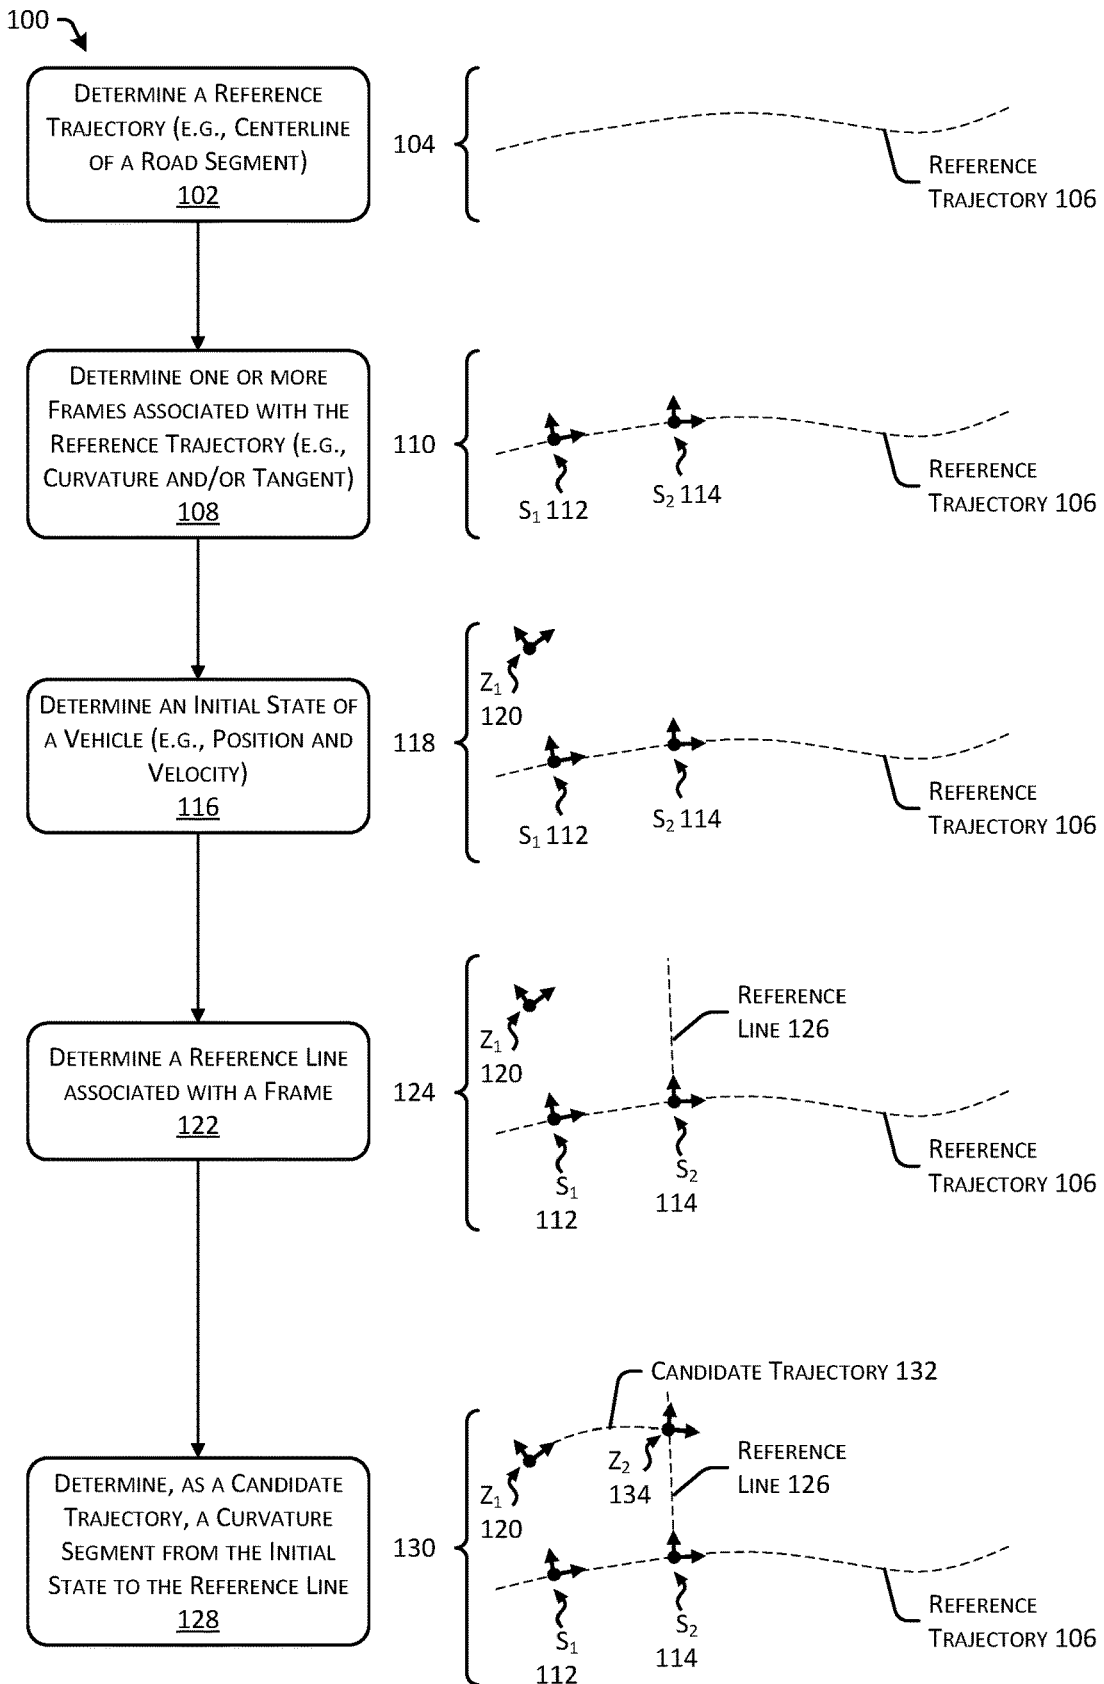 100
DETERMINE A REFERENCE
TRAJECTORY (E.G., CENTERLINE
OF A ROAD SEGMENT)
102
104
REFERENCE
TRAJECTORY 106
DETERMINE ONE OR MORE
FRAMES ASSOCIATED WITH THE
REFERENCE TRAJECTORY (E.G.,
CURVATURE AND/OR TANGENT)
108
110
S₁ 112
S₂ 114
REFERENCE
TRAJECTORY 106
DETERMINE AN INITIAL STATE OF
A VEHICLE (E.G., POSITION AND
VELOCITY)
116
118
Z₁
120
S₁ 112
S₂ 114
REFERENCE
TRAJECTORY 106
DETERMINE A REFERENCE LINE
ASSOCIATED WITH A FRAME
122
124
Z₁
120
REFERENCE
LINE 126
S₁
112
S₂
114
REFERENCE
TRAJECTORY 106
DETERMINE, AS A CANDIDATE
TRAJECTORY, A CURVATURE
SEGMENT FROM THE INITIAL
STATE TO THE REFERENCE LINE
128
130
CANDIDATE TRAJECTORY 132
Z₁
120
Z₂
134
REFERENCE
LINE 126
S₁
112
S₂
114
REFERENCE
TRAJECTORY 106